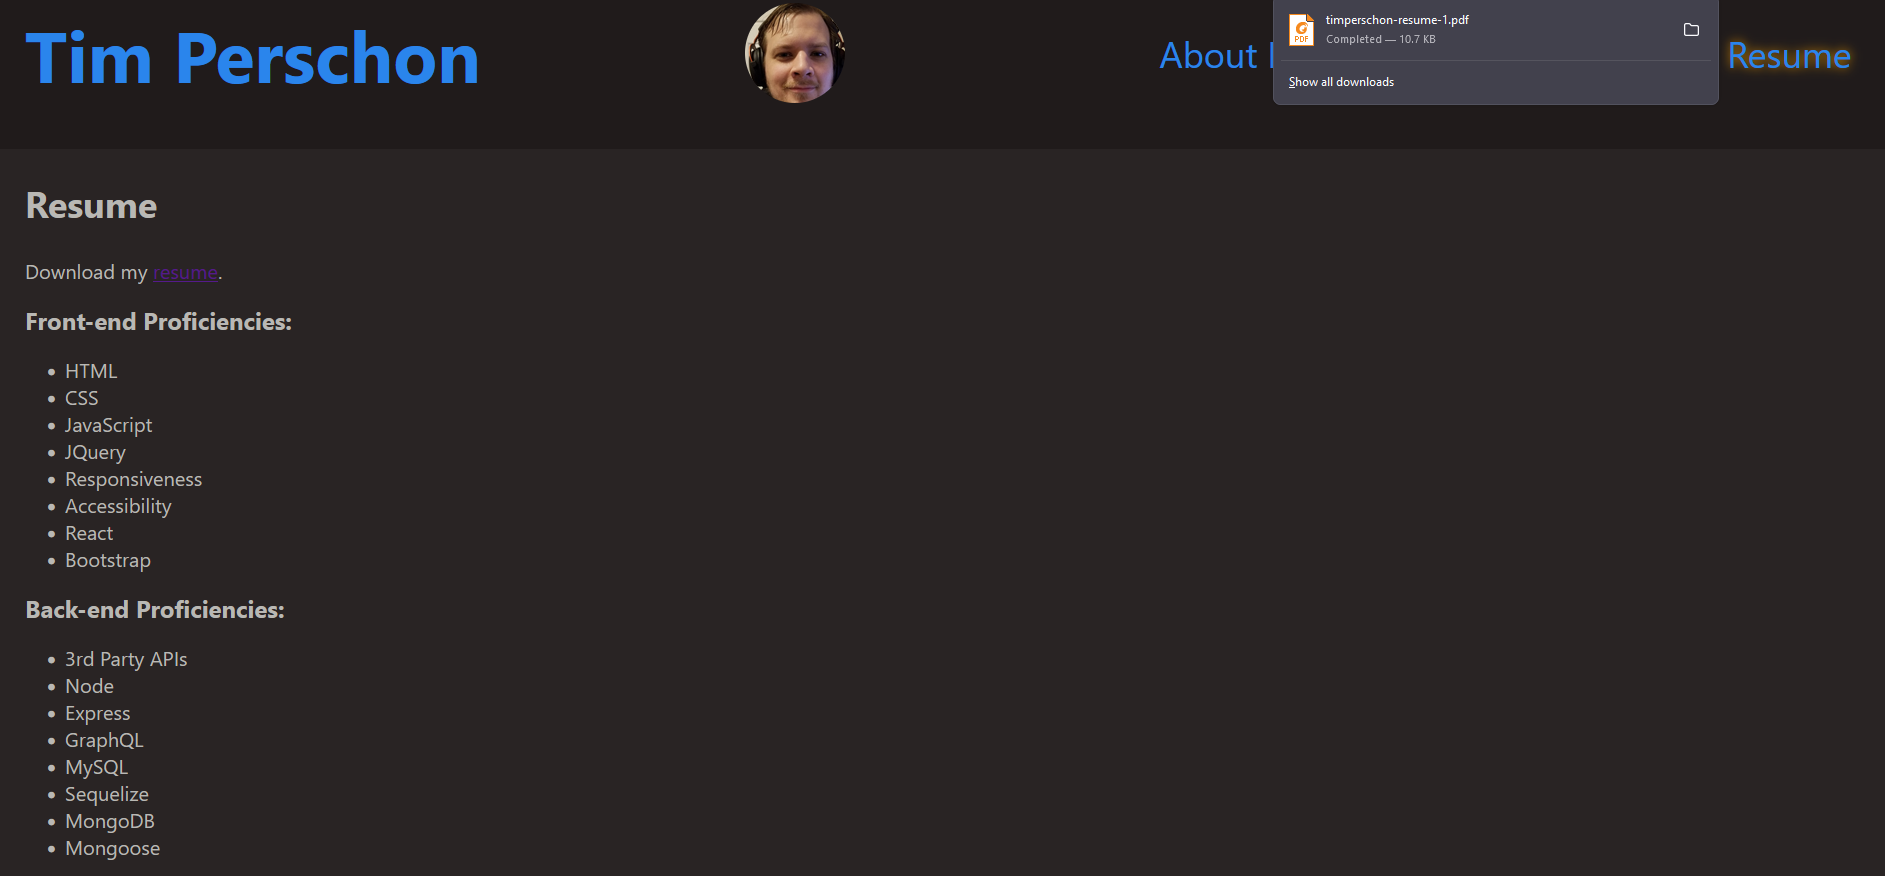 Tim Perschon
About
Resume
timperschon-resume-1.pdf
Completed — 10.7 KB
Show all downloads
Resume
Download my resume.
Front-end Proficiencies:
HTML
CSS
JavaScript
JQuery
Responsiveness
Accessibility
React
Bootstrap
Back-end Proficiencies:
3rd Party APIs
Node
Express
GraphQL
MySQL
Sequelize
MongoDB
Mongoose